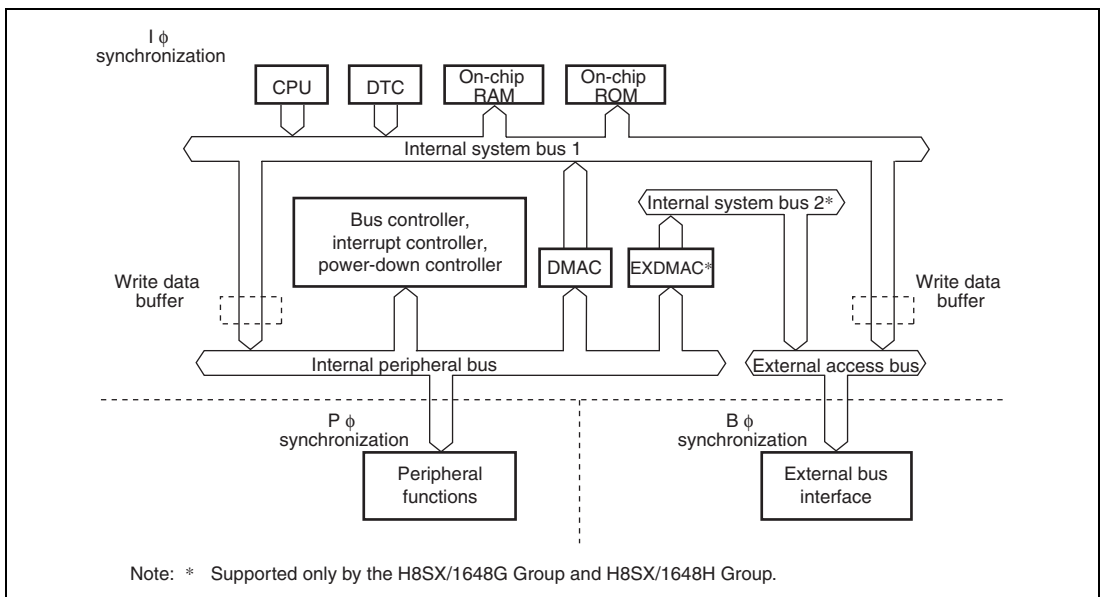 I ϕ
synchronization
CPU
DTC
On-chip
RAM
On-chip
ROM
Internal system bus 1
Internal system bus 2*
Bus controller,
interrupt controller,
power-down controller
DMAC
EXDMAC*
Write data
buffer
Write data
buffer
Internal peripheral bus
External access bus
P ϕ
synchronization
B ϕ
synchronization
Peripheral
functions
External bus
interface
Note: * Supported only by the H8SX/1648G Group and H8SX/1648H Group.